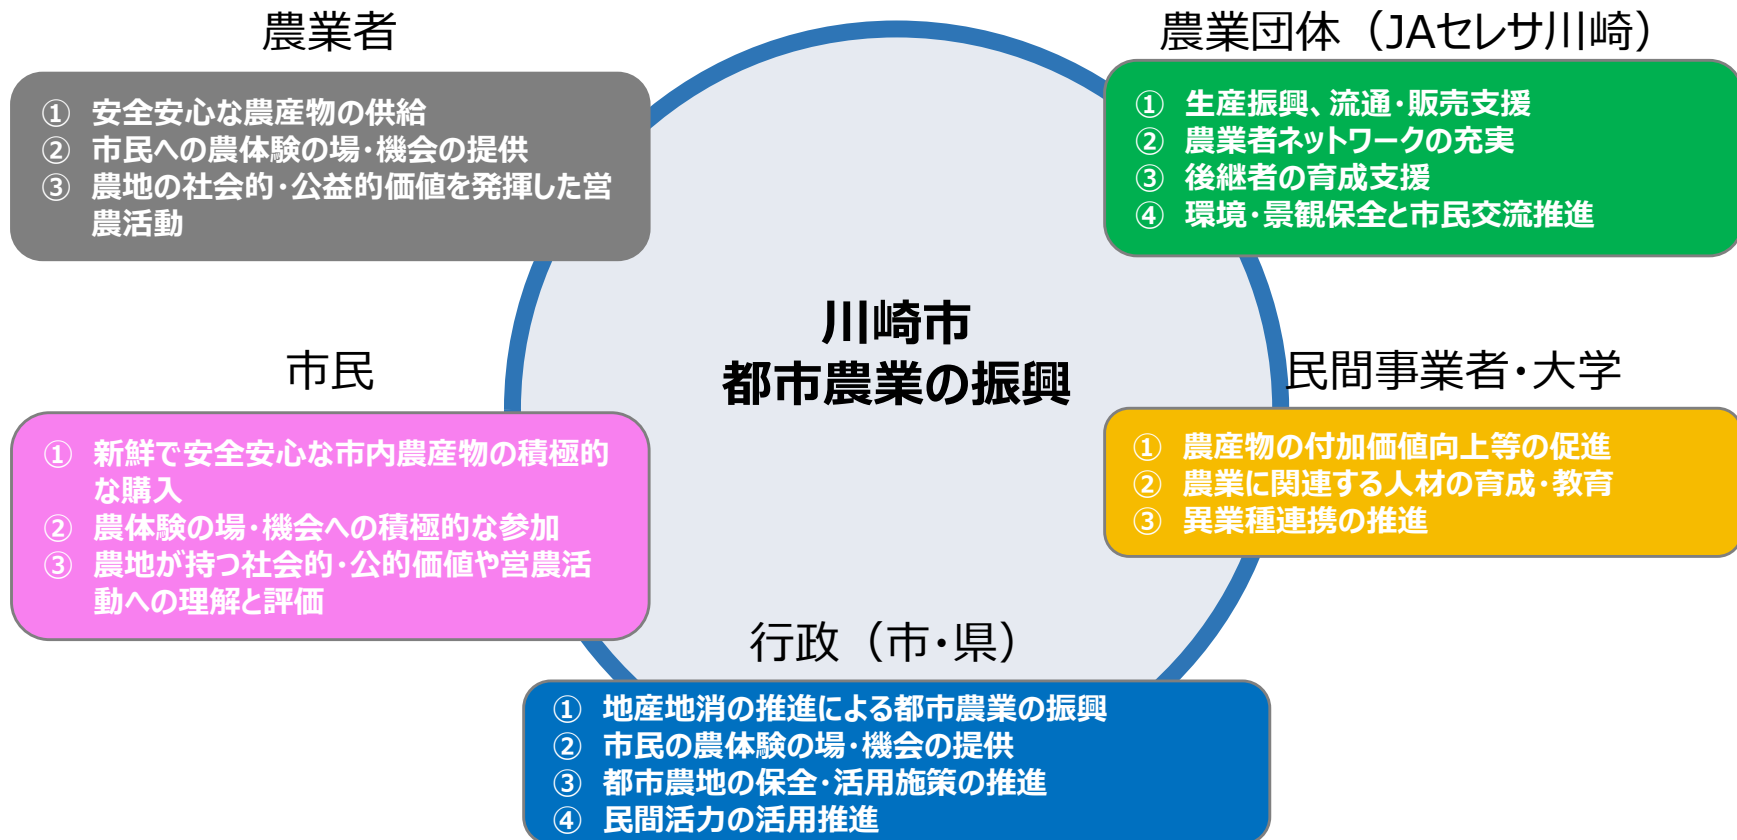 農業者
① 安全安心な農産物の供給
② 市民への農体験の場・機会の提供
③ 農地の社会的・公益的価値を発揮した営
農活動
農業団体（JAセレサ川崎）
① 生産振興、流通・販売支援
② 農業者ネットワークの充実
③ 後継者の育成支援
④ 環境・景観保全と市民交流推進
川崎市
都市農業の振興
市民
① 新鮮で安全安心な市内農産物の積極的
な購入
② 農体験の場・機会への積極的な参加
③ 農地が持つ社会的・公的価値や営農活
動への理解と評価
民間事業者・大学
① 農産物の付加価値向上等の促進
② 農業に関連する人材の育成・教育
③ 異業種連携の推進
行政（市・県）
① 地産地消の推進による都市農業の振興
② 市民の農体験の場・機会の提供
③ 都市農地の保全・活用施策の推進
④ 民間活力の活用推進